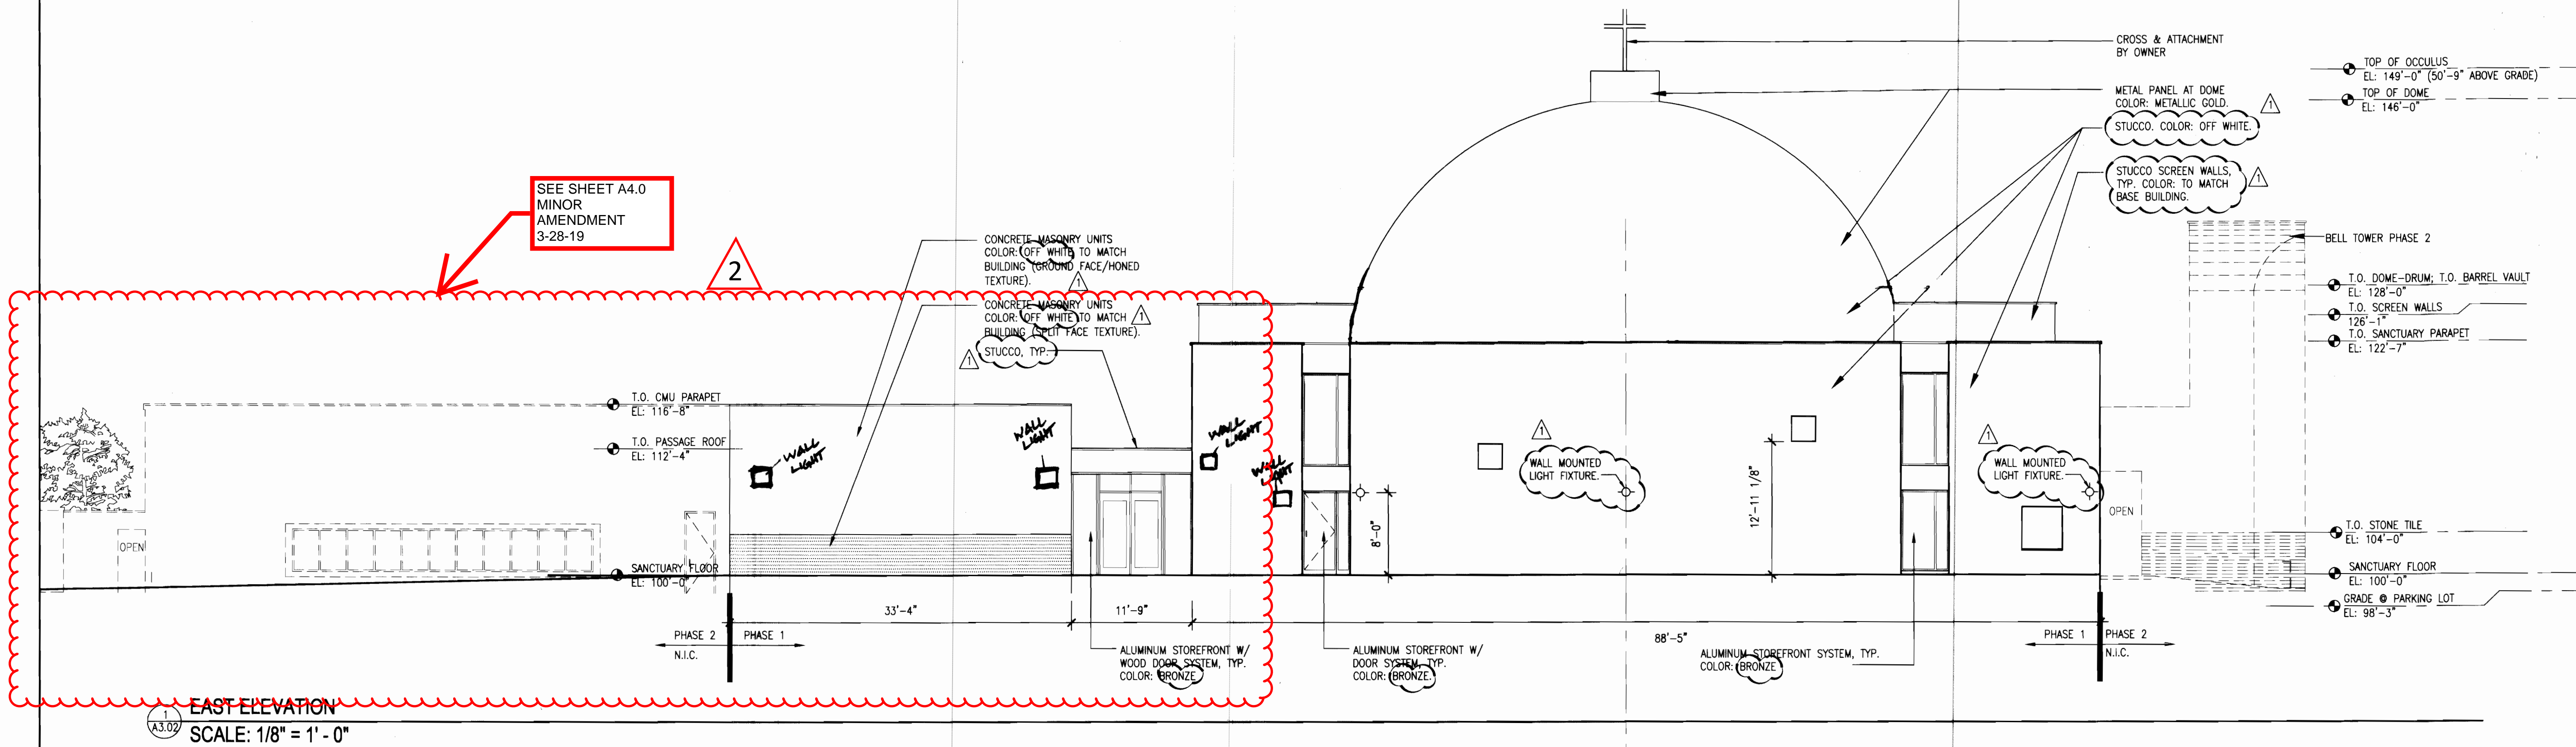 CROSS & ATTACHMENT
BY OWNER
TOP OF OCCULUS
EL: 149'-0" (50'-9" ABOVE GRADE)
METAL PANEL AT DOME
COLOR: METALLIC GOLD.
1
TOP OF DOME
EL: 146'-0"
STUCCO. COLOR: OFF WHITE.
STUCCO SCREEN WALLS,
TYP. COLOR: TO MATCH
BASE BUILDING.
1
SEE SHEET A4.0
MINOR
AMENDMENT
3-28-19
2
CONCRETE MASONRY UNITS
COLOR: OFF WHITE TO MATCH
BUILDING (GROUND FACE/HONED
TEXTURE).
1
CONCRETE MASONRY UNITS
COLOR: OFF WHITE TO MATCH
BUILDING (SPLIT FACE TEXTURE).
1
STUCCO, TYP.
1
BELL TOWER PHASE 2
T.O. DOME-DRUM; T.O. BARREL VAULT
EL: 128'-0"
T.O. SCREEN WALLS
126'-1"
T.O. SANCTUARY PARAPET
EL: 122'-7"
T.O. CMU PARAPET
EL: 116'-8"
T.O. PASSAGE ROOF
EL: 112'-4"
WALL
LIGHT
WALL
LIGHT
WALL
LIGHT
WALL
LIGHT
1
WALL MOUNTED
LIGHT FIXTURE.
1
WALL MOUNTED
LIGHT FIXTURE.
8'-0"
12'-11 1/8"
OPEN
OPEN
T.O. STONE TILE
EL: 104'-0"
SANCTUARY FLOOR
EL: 100'-0"
SANCTUARY FLOOR
EL: 100'-0"
GRADE @ PARKING LOT
EL: 98'-3"
33'-4"
11'-9"
88'-5"
PHASE 2
PHASE 1
N.I.C.
PHASE 1
PHASE 2
N.I.C.
ALUMINUM STOREFRONT W/
WOOD DOOR SYSTEM, TYP.
COLOR: BRONZE
ALUMINUM STOREFRONT W/
DOOR SYSTEM, TYP.
COLOR: BRONZE.
ALUMINUM STOREFRONT SYSTEM, TYP.
COLOR: BRONZE
1
A3.02
EAST ELEVATION
SCALE: 1/8" = 1' - 0"